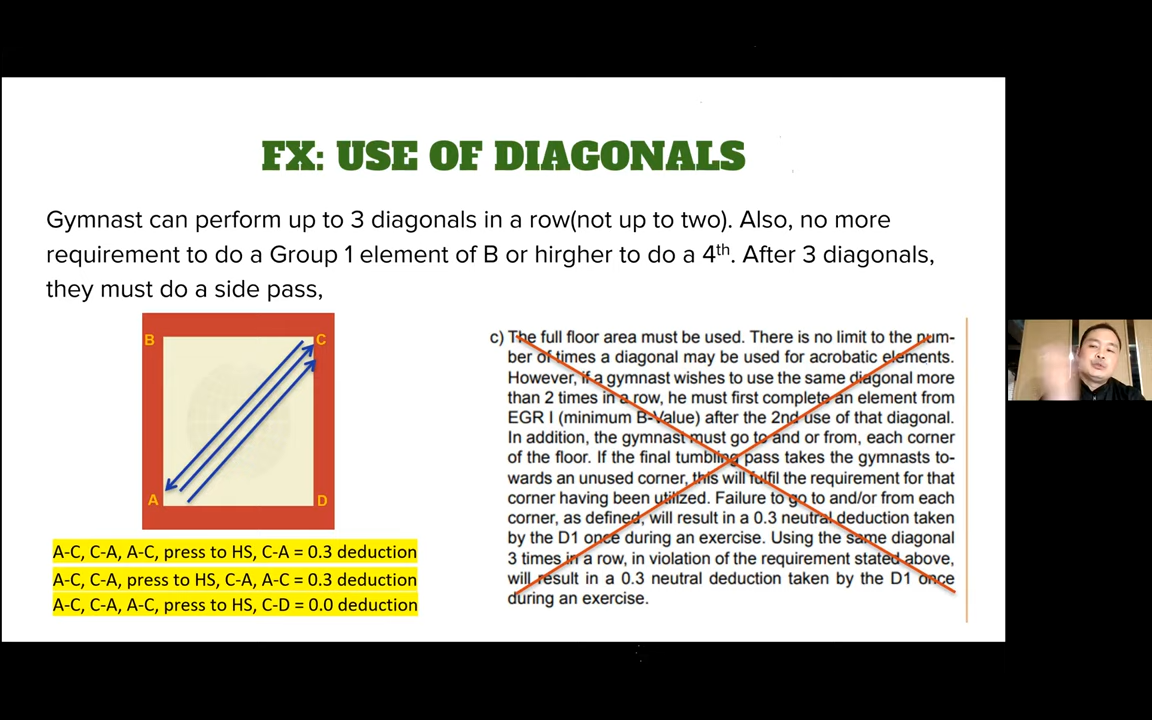 FX: USE OF DIAGONALS
Gymnast can perform up to 3 diagonals in a row(not up to two). Also, no more
requirement to do a Group 1 element of B or hirgher to do a 4th. After 3 diagonals,
they must do a side pass,
B
C
A
D
A-C, C-A, A-C, press to HS, C-A = 0.3 deduction
A-C, C-A, press to HS, C-A, A-C = 0.3 deduction
A-C, C-A, A-C, press to HS, C-D = 0.0 deduction
c) The full floor area must be used. There is no limit to the num-
ber of times a diagonal may be used for acrobatic elements.
However, if a gymnast wishes to use the same diagonal more
than 2 times in a row, he must first complete an element from
EGR I (minimum B-Value) after the 2nd use of that diagonal.
In addition, the gymnast must go to and or from, each corner
of the floor. If the final tumbling pass takes the gymnasts to-
wards an unused corner, this will fulfil the requirement for that
corner having been utilized. Failure to go to and/or from each
corner, as defined, will result in a 0.3 neutral deduction taken
by the D1 once during an exercise. Using the same diagonal
3 times in a row, in violation of the requirement stated above,
will result in a 0.3 neutral deduction taken by the D1 once
during an exercise.